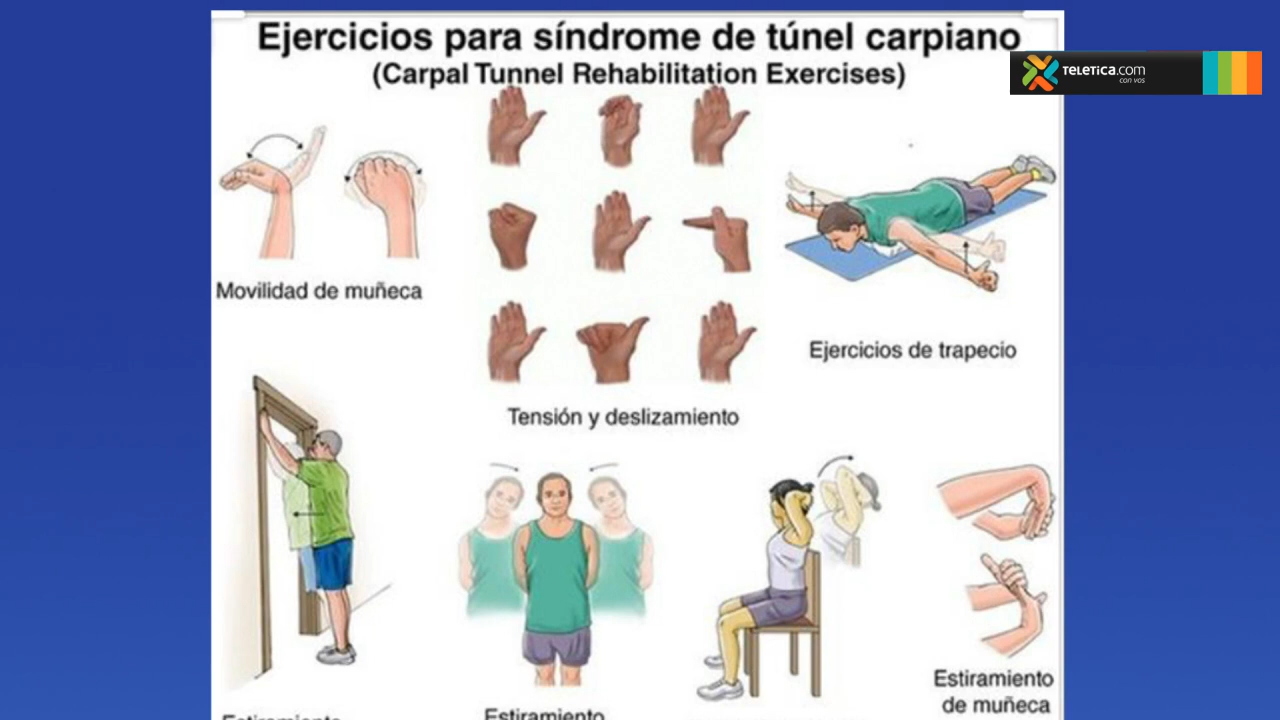 Ejercicios para síndrome de túnel carpiano
(Carpal Tunnel Rehabilitation Exercises)
TELETICA.COM
con vos
Movilidad de muñeca
Ejercicios de trapecio
Tensión y deslizamiento
Estiramiento
de muñeca
Estiramiento
Estiramiento